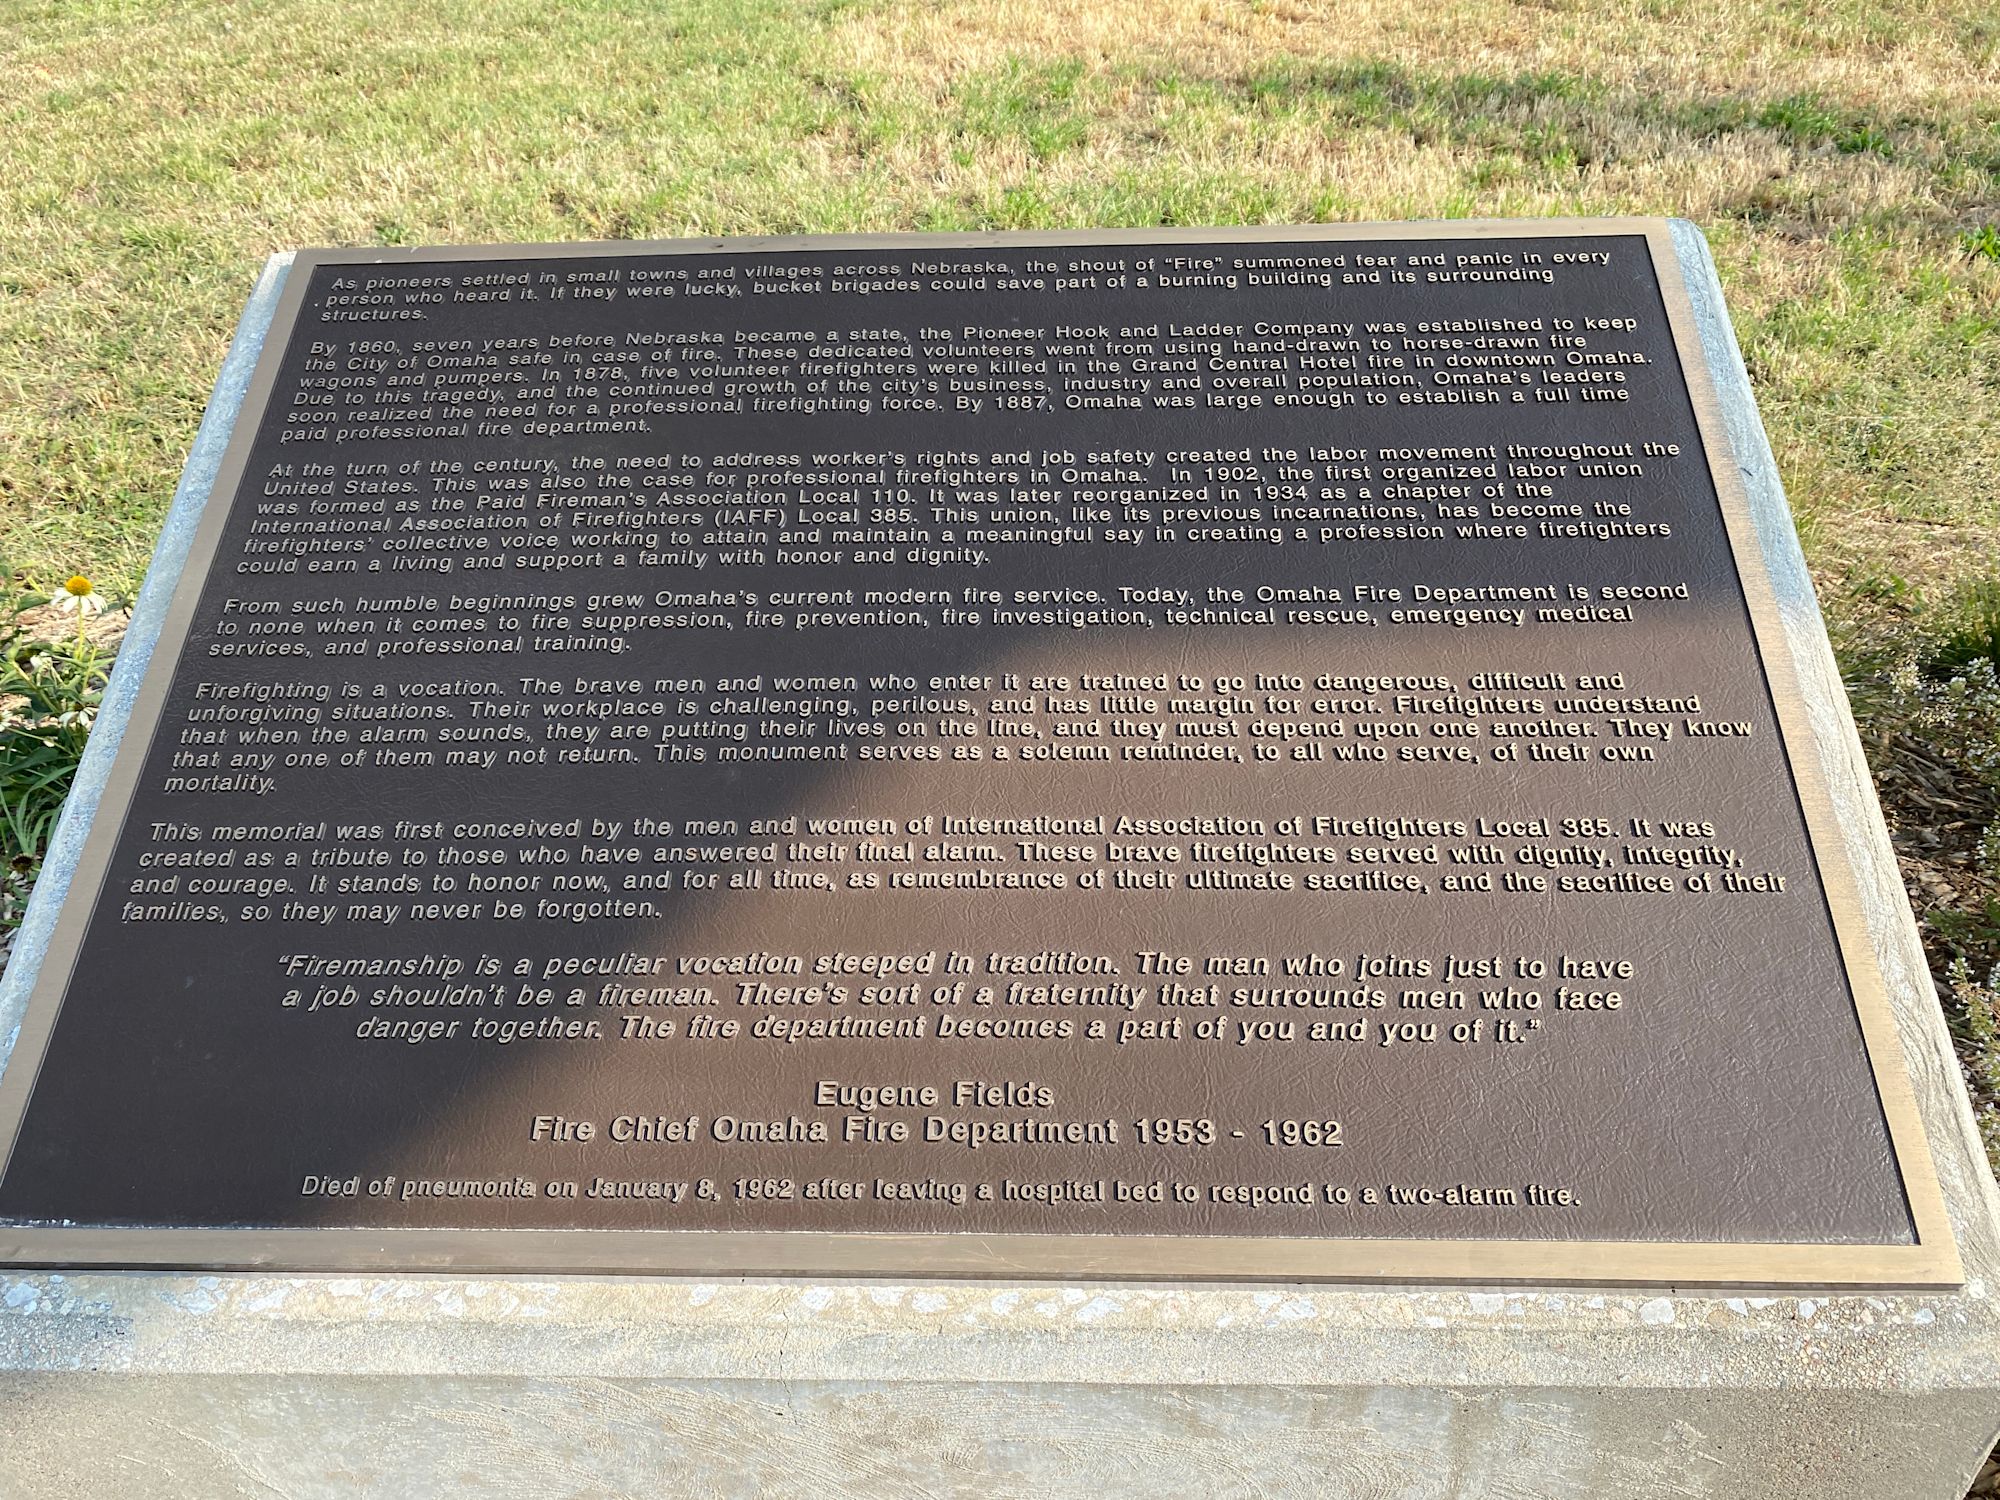 As pioneers settled in small towns and villages across Nebraska, the shout of “Fire” summoned fear and panic in every
person who heard it. If they were lucky, bucket brigades could save part of a burning building and its surrounding
structures.
By 1860, seven years before Nebraska became a state, the Pioneer Hook and Ladder Company was established to keep
the City of Omaha safe in case of fire. These dedicated volunteers went from using hand-drawn to horse-drawn fire
wagons and pumpers. In 1878, five volunteer firefighters were killed in the Grand Central Hotel fire in downtown Omaha.
Due to this tragedy, and the continued growth of the city’s business, industry and overall population, Omaha’s leaders
soon realized the need for a professional firefighting force. By 1887, Omaha was large enough to establish a full time
paid professional fire department.
At the turn of the century, the need to address worker’s rights and job safety created the labor movement throughout the
United States. This was also the case for professional firefighters in Omaha. In 1902, the first organized labor union
was formed as the Paid Fireman’s Association Local 110. It was later reorganized in 1934 as a chapter of the
International Association of Firefighters (IAFF) Local 385. This union, like its previous incarnations, has become the
firefighters’ collective voice working to attain and maintain a meaningful say in creating a profession where firefighters
could earn a living and support a family with honor and dignity.
From such humble beginnings grew Omaha’s current modern fire service. Today, the Omaha Fire Department is second
to none when it comes to fire suppression, fire prevention, fire investigation, technical rescue, emergency medical
services, and professional training.
Firefighting is a vocation. The brave men and women who enter it are trained to go into dangerous, difficult and
unforgiving situations. Their workplace is challenging, perilous, and has little margin for error. Firefighters understand
that when the alarm sounds, they are putting their lives on the line, and they must depend upon one another. They know
that any one of them may not return. This monument serves as a solemn reminder, to all who serve, of their own
mortality.
This memorial was first conceived by the men and women of International Association of Firefighters Local 385. It was
created as a tribute to those who have answered their final alarm. These brave firefighters served with dignity, integrity,
and courage. It stands to honor now, and for all time, as remembrance of their ultimate sacrifice, and the sacrifice of their
families, so they may never be forgotten.
“Firemanship is a peculiar vocation steeped in tradition. The man who joins just to have
a job shouldn’t be a fireman. There’s sort of a fraternity that surrounds men who face
danger together. The fire department becomes a part of you and you of it.”
Eugene Fields
Fire Chief Omaha Fire Department 1953 - 1962
Died of pneumonia on January 8, 1962 after leaving a hospital bed to respond to a two-alarm fire.